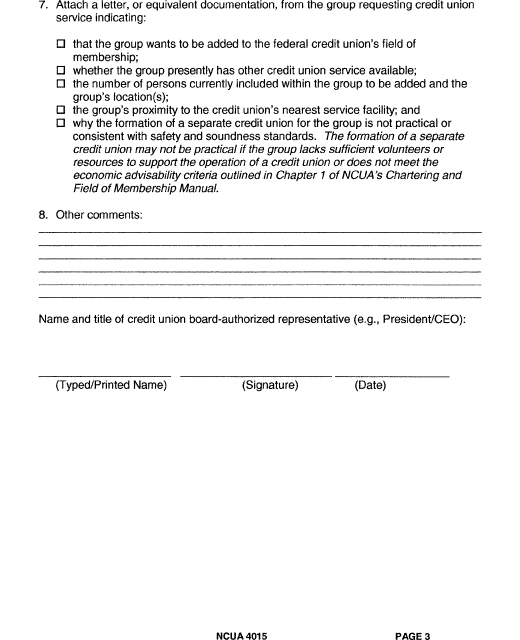 7. Attach a letter, or equivalent documentation, from the group requesting credit union
service indicating:
☐ that the group wants to be added to the federal credit union's field of
membership;
☐ whether the group presently has other credit union service available;
☐ the number of persons currently included within the group to be added and the
group's location(s);
☐ the group's proximity to the credit union's nearest service facility; and
☐ why the formation of a separate credit union for the group is not practical or
consistent with safety and soundness standards. The formation of a separate
credit union may not be practical if the group lacks sufficient volunteers or
resources to support the operation of a credit union or does not meet the
economic advisability criteria outlined in Chapter 1 of NCUA's Chartering and
Field of Membership Manual.
8. Other comments:
Name and title of credit union board-authorized representative (e.g., President/CEO):
(Typed/Printed Name) (Signature) (Date)
NCUA 4015 PAGE 3